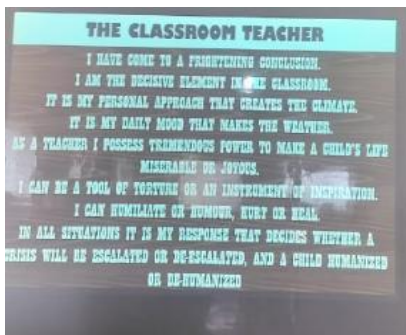 THE CLASSROOM TEACHER
I HAVE COME TO A FRIGHTENING CONCLUSION.
I AM THE DECISIVE ELEMENT IN THE CLASSROOM.
IT IS MY PERSONAL APPROACH THAT CREATES THE CLIMATE.
IT IS MY DAILY MOOD THAT MAKES THE WEATHER.
AS A TEACHER I POSSESS TREMENDOUS POWER TO MAKE A CHILD'S LIFE
MISERABLE OR JOYOUS.
I CAN BE A TOOL OF TORTURE OR AN INSTRUMENT OF INSPIRATION.
I CAN HUMILIATE OR HUMOUR, HURT OR HEAL.
IN ALL SITUATIONS IT IS MY RESPONSE THAT DECIDES WHETHER A
CRISIS WILL BE ESCALATED OR DE-ESCALATED, AND A CHILD HUMANIZED
OR DE-HUMANIZED